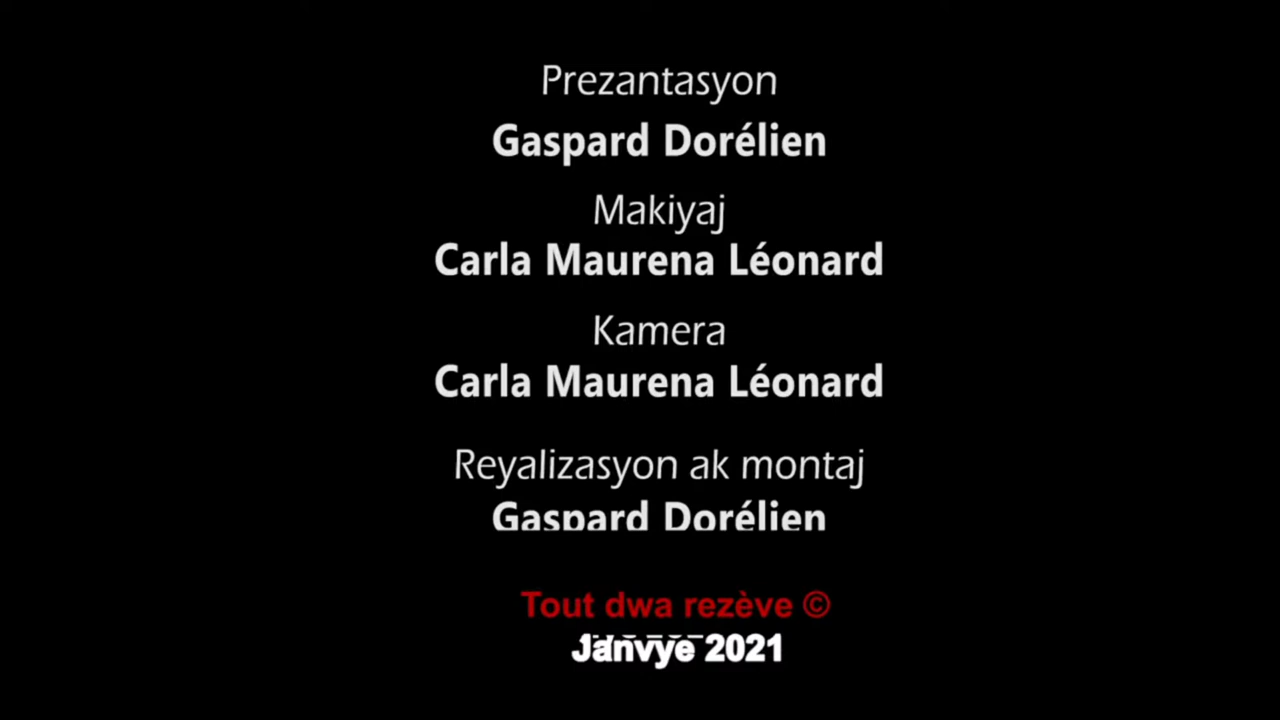 Prezantasyon
Gaspard Dorélien
Makiyaj
Carla Maurena Léonard
Kamera
Carla Maurena Léonard
Reyalizasyon ak montaj
Gaspard Dorélien
Tout dwa rezève ©
Janvye 2021